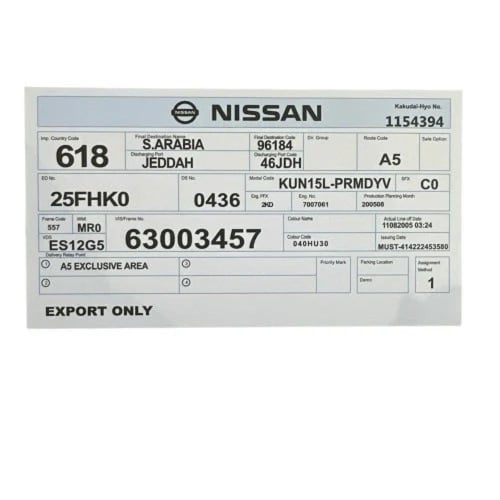 NISSAN
Kakudai-Hyo No.
1154394
Imp. Country Code
618
Final Destination Name
S.ARABIA
Discharging Port
JEDDAH
Final Destination Code
96184
Discharging Port Code
46JDH
Dir. Group
Route Code
A5
Safe Option
ED No.
25FHK0
DS No.
0436
Model Code
KUN15L-PRMDYV
SFX
C0
Eng. PFX
2KD
Eng. No.
7007061
Production Planning Month
200508
Frame Code
557
WMI
MR0
VDS
ES12G5
VIS/Frame No.
63003457
Colour Name
Colour Code
040HU30
Actual Line off Date
11082005 03:24
Issuing Date
MUST-414222453580
Delivery Relay Point
A5 EXCLUSIVE AREA
1
2
3
4
Priority Mark
Parking Location
Demo
Assignment Method
1
EXPORT ONLY